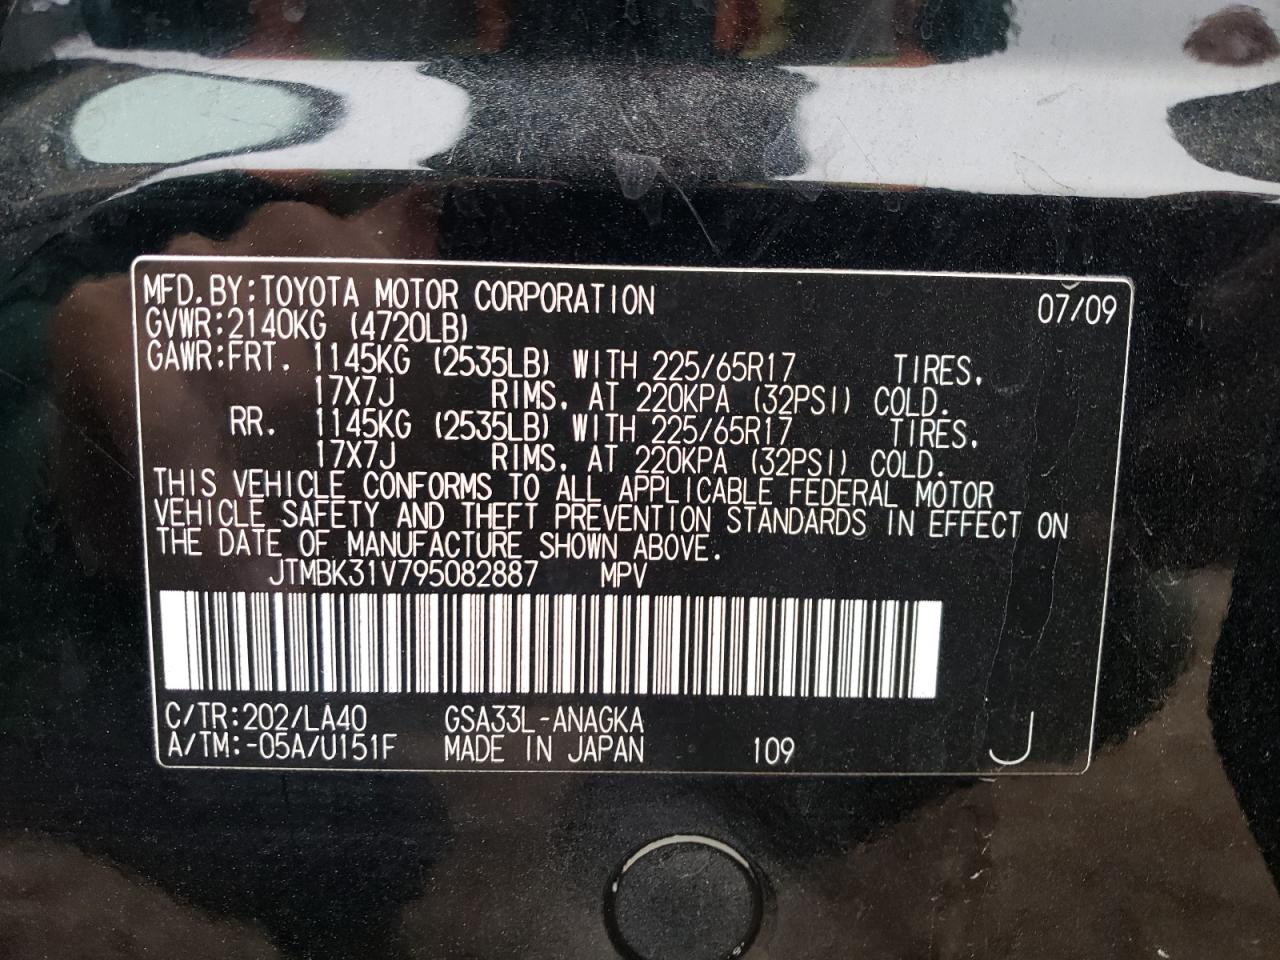 MFD. BY:TOYOTA MOTOR CORPORATION 07/09
GVWR:2140KG (4720LB)
GAWR:FRT. 1145KG (2535LB) WITH 225/65R17 TIRES,
17X7J RIMS, AT 220KPA (32PSI) COLD.
RR. 1145KG (2535LB) WITH 225/65R17 TIRES,
17X7J RIMS, AT 220KPA (32PSI) COLD.
THIS VEHICLE CONFORMS TO ALL APPLICABLE FEDERAL MOTOR
VEHICLE SAFETY AND THEFT PREVENTION STANDARDS IN EFFECT ON
THE DATE OF MANUFACTURE SHOWN ABOVE.
JTMBK31V795082887 MPV
C/TR:202/LA40 GSA33L-ANAGKA
A/TM:-05A/U151F MADE IN JAPAN 109 J